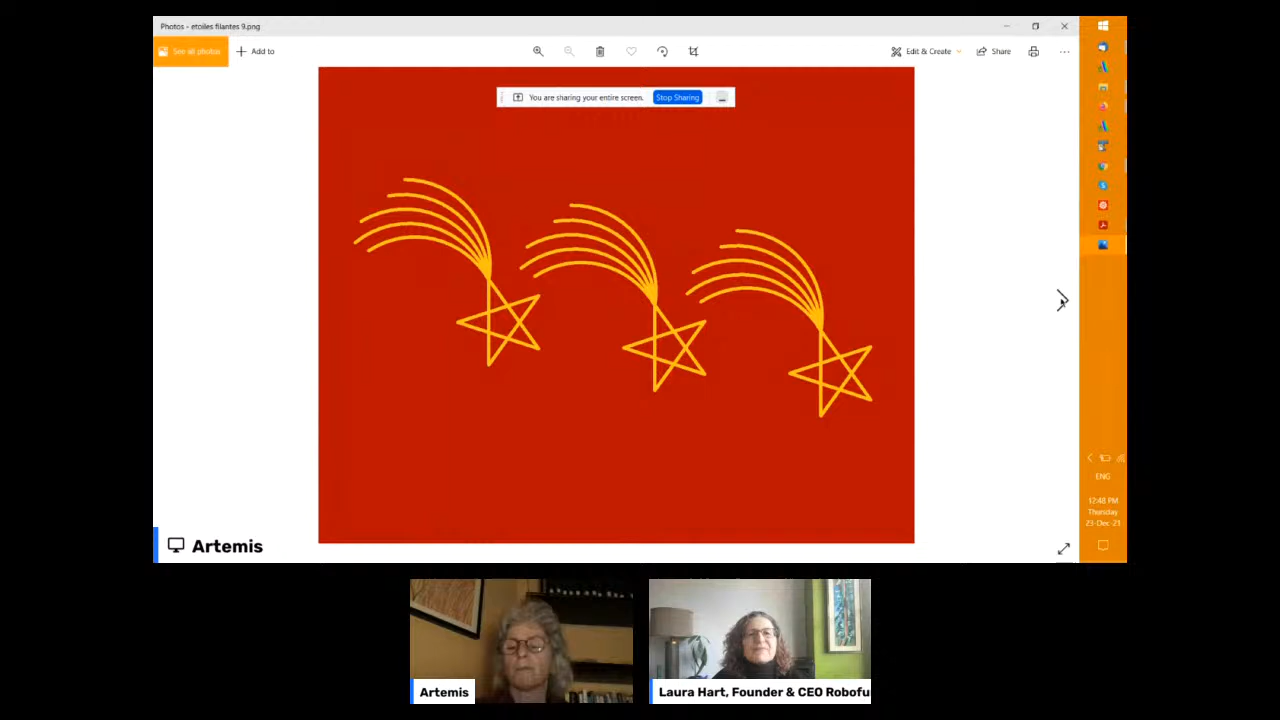 Photos - etoiles filantes 9.png
See all photos
Add to
Edit & Create
Share
You are sharing your entire screen.
Stop Sharing
ENG
12:48 PM
Thursday
23-Dec-21
Artemis
Artemis
Laura Hart, Founder & CEO Robofu